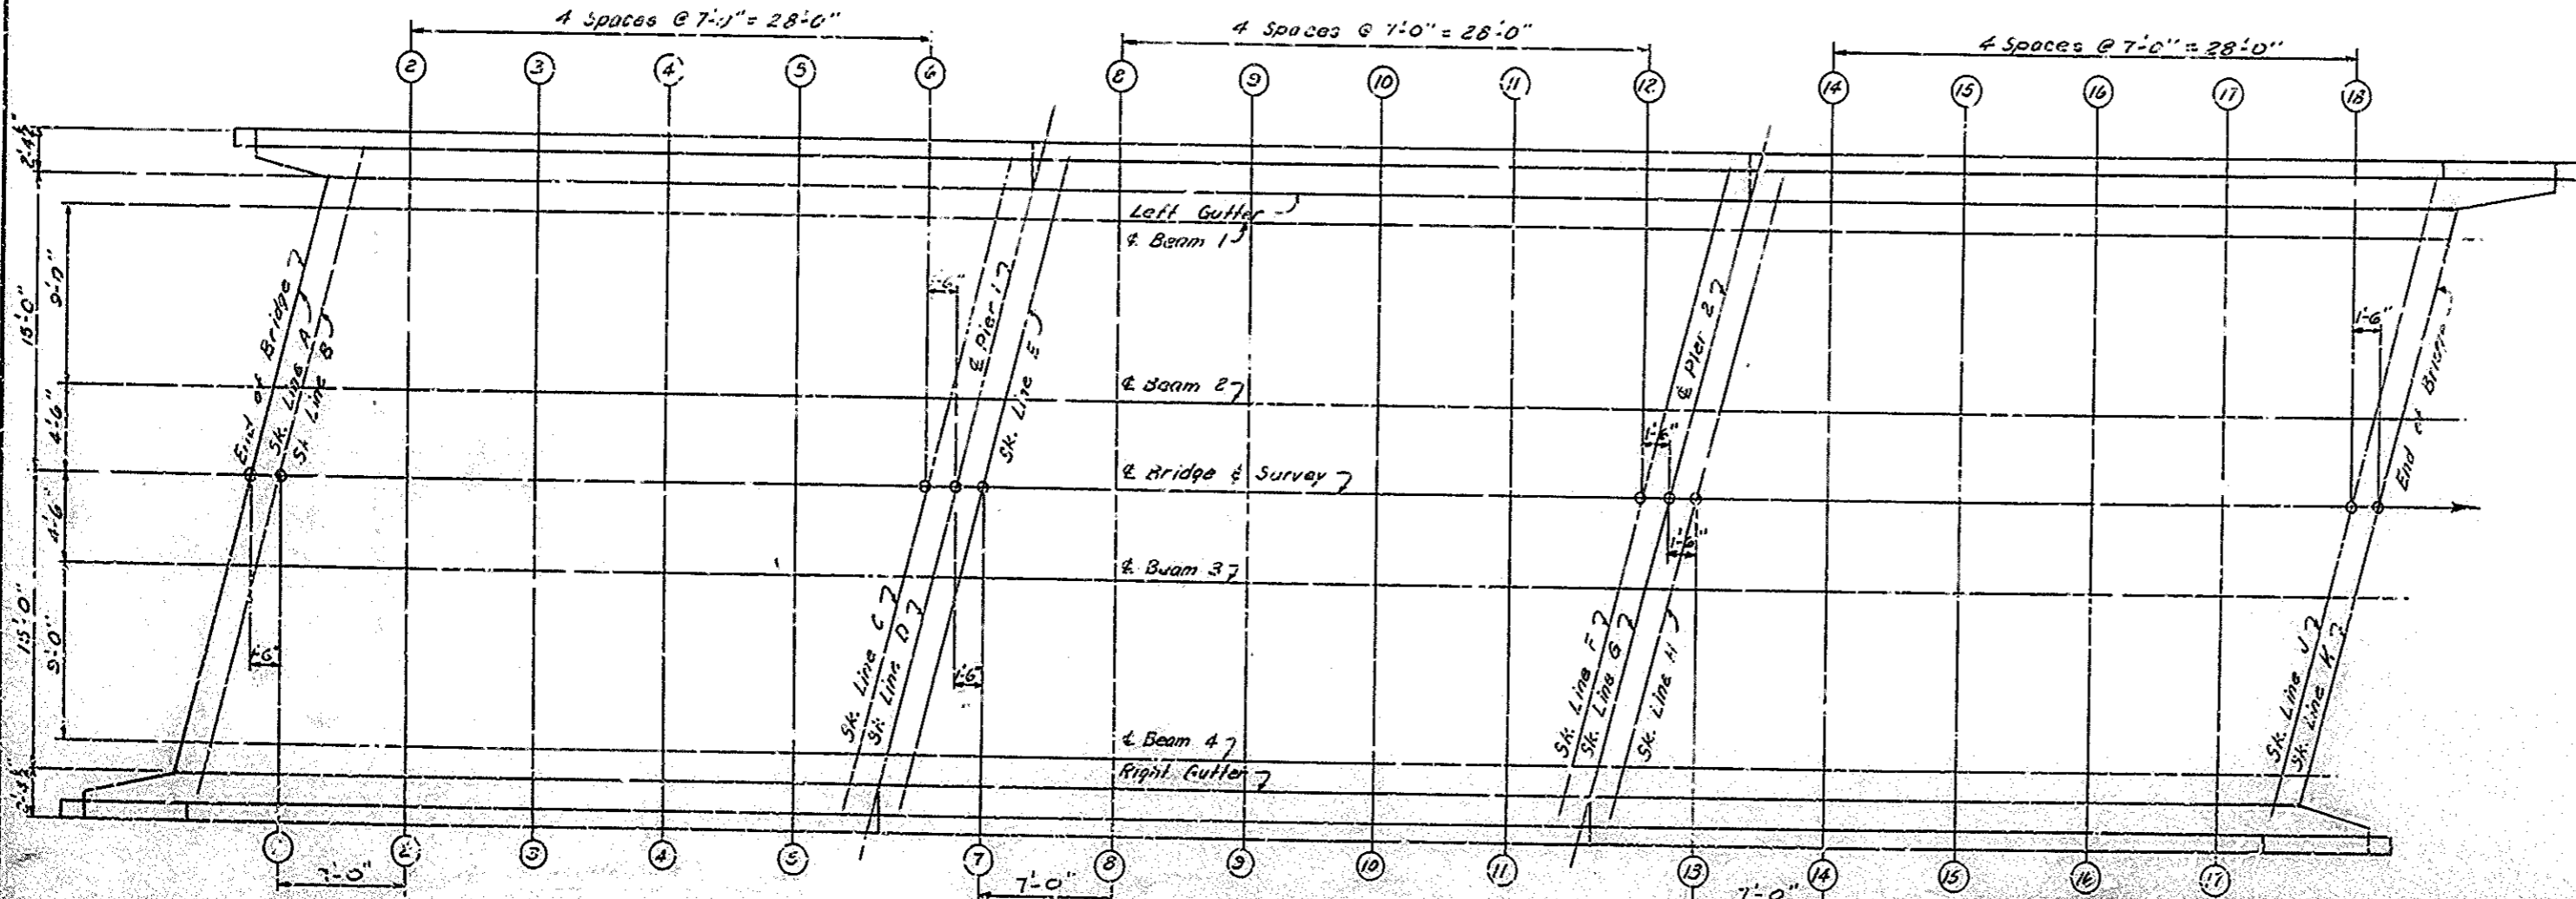 4 Spaces @ 7'-0" = 28'-0"
4 Spaces @ 7'-0" = 28'-0"
4 Spaces @ 7'-0" = 28'-0"
2 3 4 5 6 8 9 10 11 12 14 15 16 17 18
Left Gutter
℄ Beam 1
9'-0"
15'-0"
End of Bridge
Sk. Line A
Sk. Line B
1'-6"
℄ Pier 1
Sk. Line E
℄ Pier 2
1'-6"
End of Bridge
℄ Beam 2
4'-6"
1'-6"
℄ Bridge & Survey
4'-6"
1'-6"
℄ Beam 3
15'-0"
9'-0"
1'-6"
Sk. Line C
Sk. Line D
1'-6"
Sk. Line F
Sk. Line G
Sk. Line H
Sk. Line J
Sk. Line K
℄ Beam 4
Right Gutter
1 2 3 4 5 7 8 9 10 11 13 14 15 16 17
7'-0"
7'-0"
7'-0"